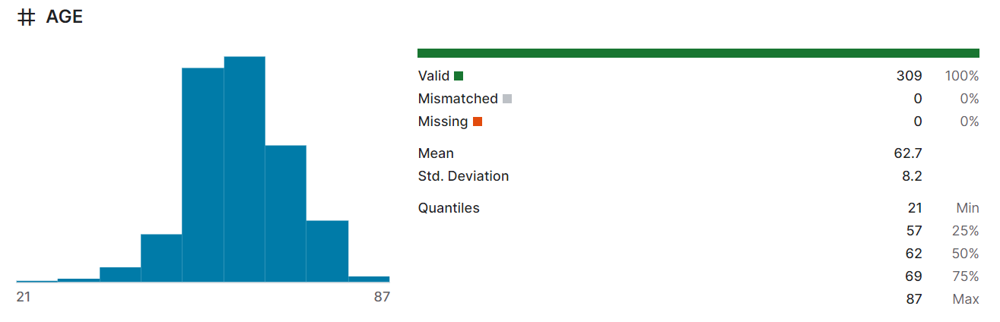 # AGE
21 87
Valid 309 100%
Mismatched 0 0%
Missing 0 0%
Mean 62.7
Std. Deviation 8.2
Quantiles 21 Min
57 25%
62 50%
69 75%
87 Max